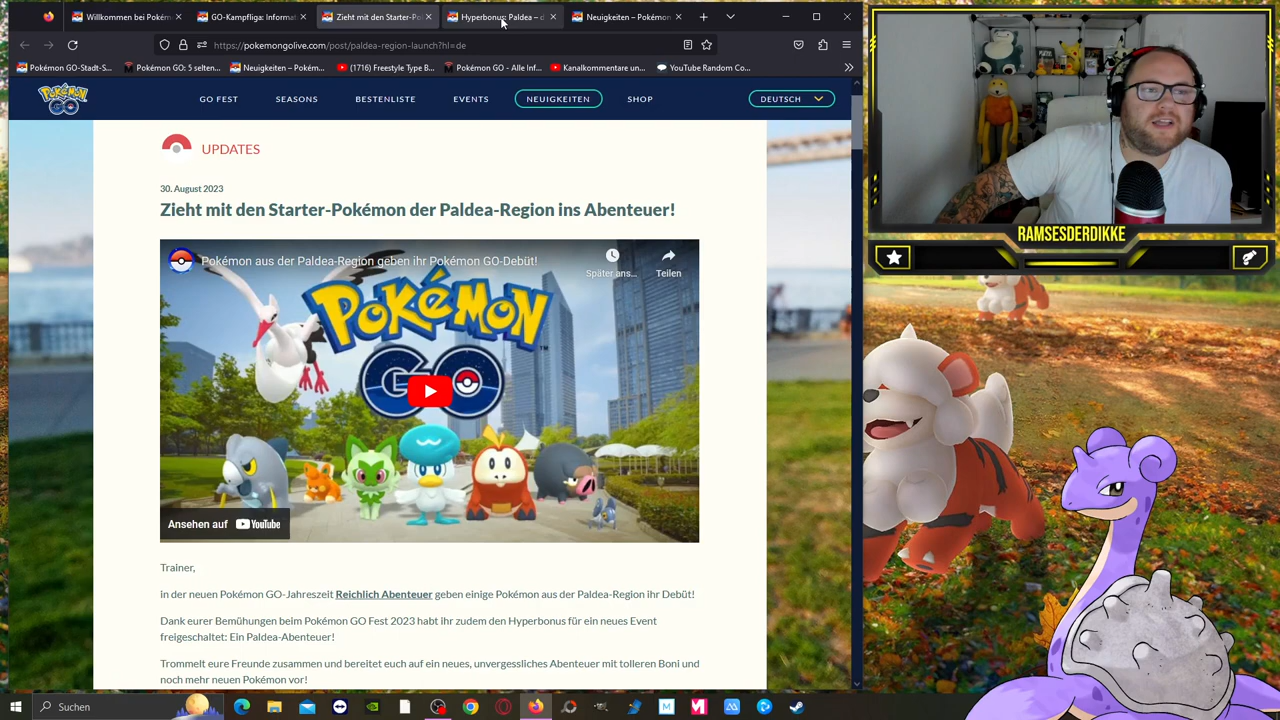 Willkommen bei Pokém
GO-Kampfliga: Informat
Zieht mit den Starter-Po
Hyperbonus: Paldea – d
Neuigkeiten – Pokémon
https://pokemongolive.com/post/paldea-region-launch?hl=de
Pokémon GO-Stadt-S...
Pokémon GO: 5 selten...
Neuigkeiten – Pokém...
Pokémon GO - Alle Inf...
Kanalkommentare un...
YouTube Random Co...
Pokémon GO
GO FEST
SEASONS
BESTENLISTE
EVENTS
NEUIGKEITEN
SHOP
DEUTSCH
UPDATES
30. August 2023
Zieht mit den Starter-Pokémon der Paldea-Region ins Abenteuer!
Pokémon aus der Paldea-Region geben ihr Pokémon GO-Debüt!
Später ans...
Teilen
POKÉMON
GO
TM
Ansehen auf YouTube
Trainer,
in der neuen Pokémon GO-Jahreszeit Reichlich Abenteuer geben einige Pokémon aus der Paldea-Region ihr Debüt!
Dank eurer Bemühungen beim Pokémon GO Fest 2023 habt ihr zudem den Hyperbonus für ein neues Event
freigeschaltet: Ein Paldea-Abenteuer!
Trommelt eure Freunde zusammen und bereitet euch auf ein neues, unvergessliches Abenteuer mit tolleren Boni und
noch mehr neuen Pokémon vor!
Suchen
RAMSESDERDIKKE